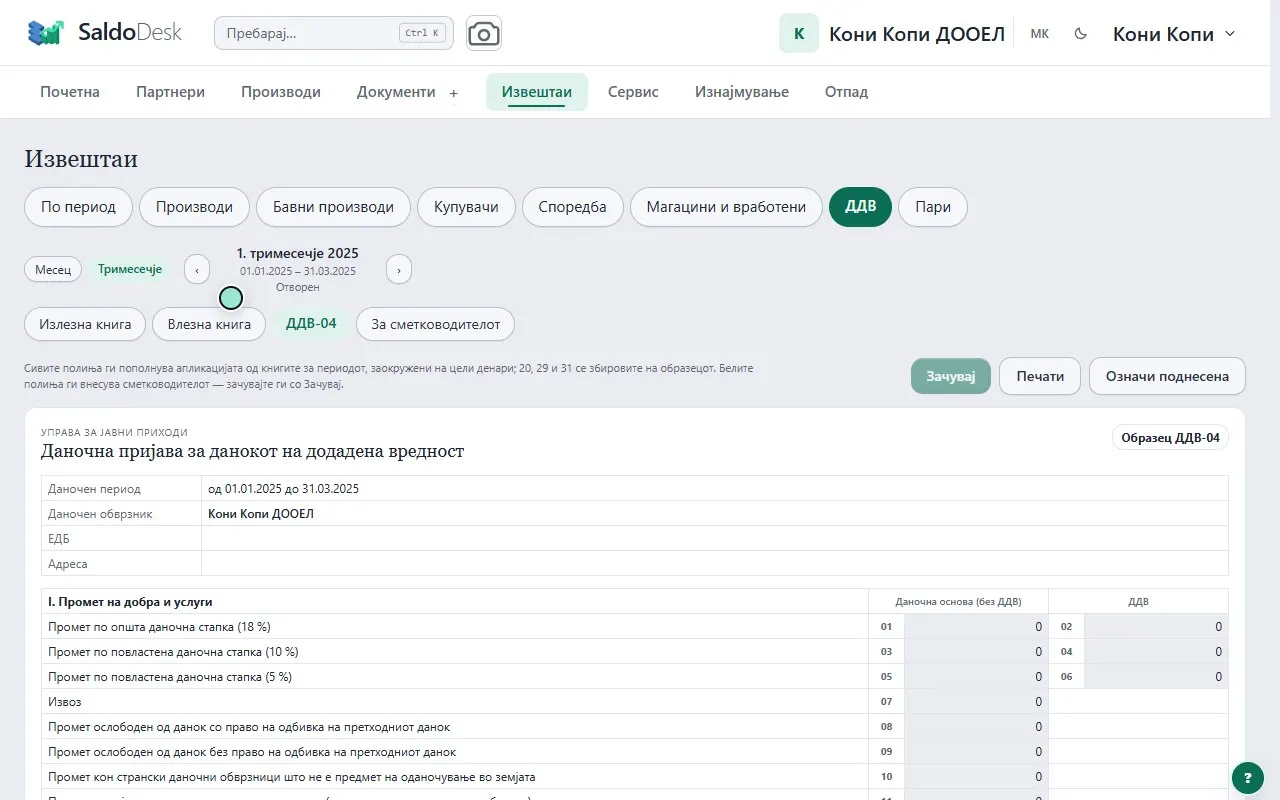 SaldoDesk
Пребарај...
Ctrl K
К
Кони Копи ДООЕЛ
МК
Кони Копи
Почетна
Партнери
Производи
Документи +
Извештаи
Сервис
Изнајмување
Отпад
Извештаи
По период
Производи
Бавни производи
Купувачи
Споредба
Магацини и вработени
ДДВ
Пари
Месец
Тримесечје
‹
1. тримесечје 2025
01.01.2025 – 31.03.2025
Отворен
›
Излезна книга
Влезна книга
ДДВ-04
За сметководителот
Сивите полиња ги пополнува апликацијата од книгите за периодот, заокружени на цели денари; 20, 29 и 31 се збировите на образецот. Белите
полиња ги внесува сметководителот — зачувајте ги со Зачувај.
Зачувај
Печати
Означи поднесена
УПРАВА ЗА ЈАВНИ ПРИХОДИ
Даночна пријава за данокот на додадена вредност
Образец ДДВ-04
Даночен период од 01.01.2025 до 31.03.2025
Даночен обврзник Кони Копи ДООЕЛ
ЕДБ
Адреса
I. Промет на добра и услуги Даночна основа (без ДДВ) ДДВ
Промет по општа даночна стапка (18 %) 01 0 02 0
Промет по повластена даночна стапка (10 %) 03 0 04 0
Промет по повластена даночна стапка (5 %) 05 0 06 0
Извоз 07 0
Промет ослободен од данок со право на одбивка на претходниот данок 08 0
Промет ослободен од данок без право на одбивка на претходниот данок 09 0
Промет кон странски даночни обврзници што не е предмет на оданочување во земјата 10 0
?